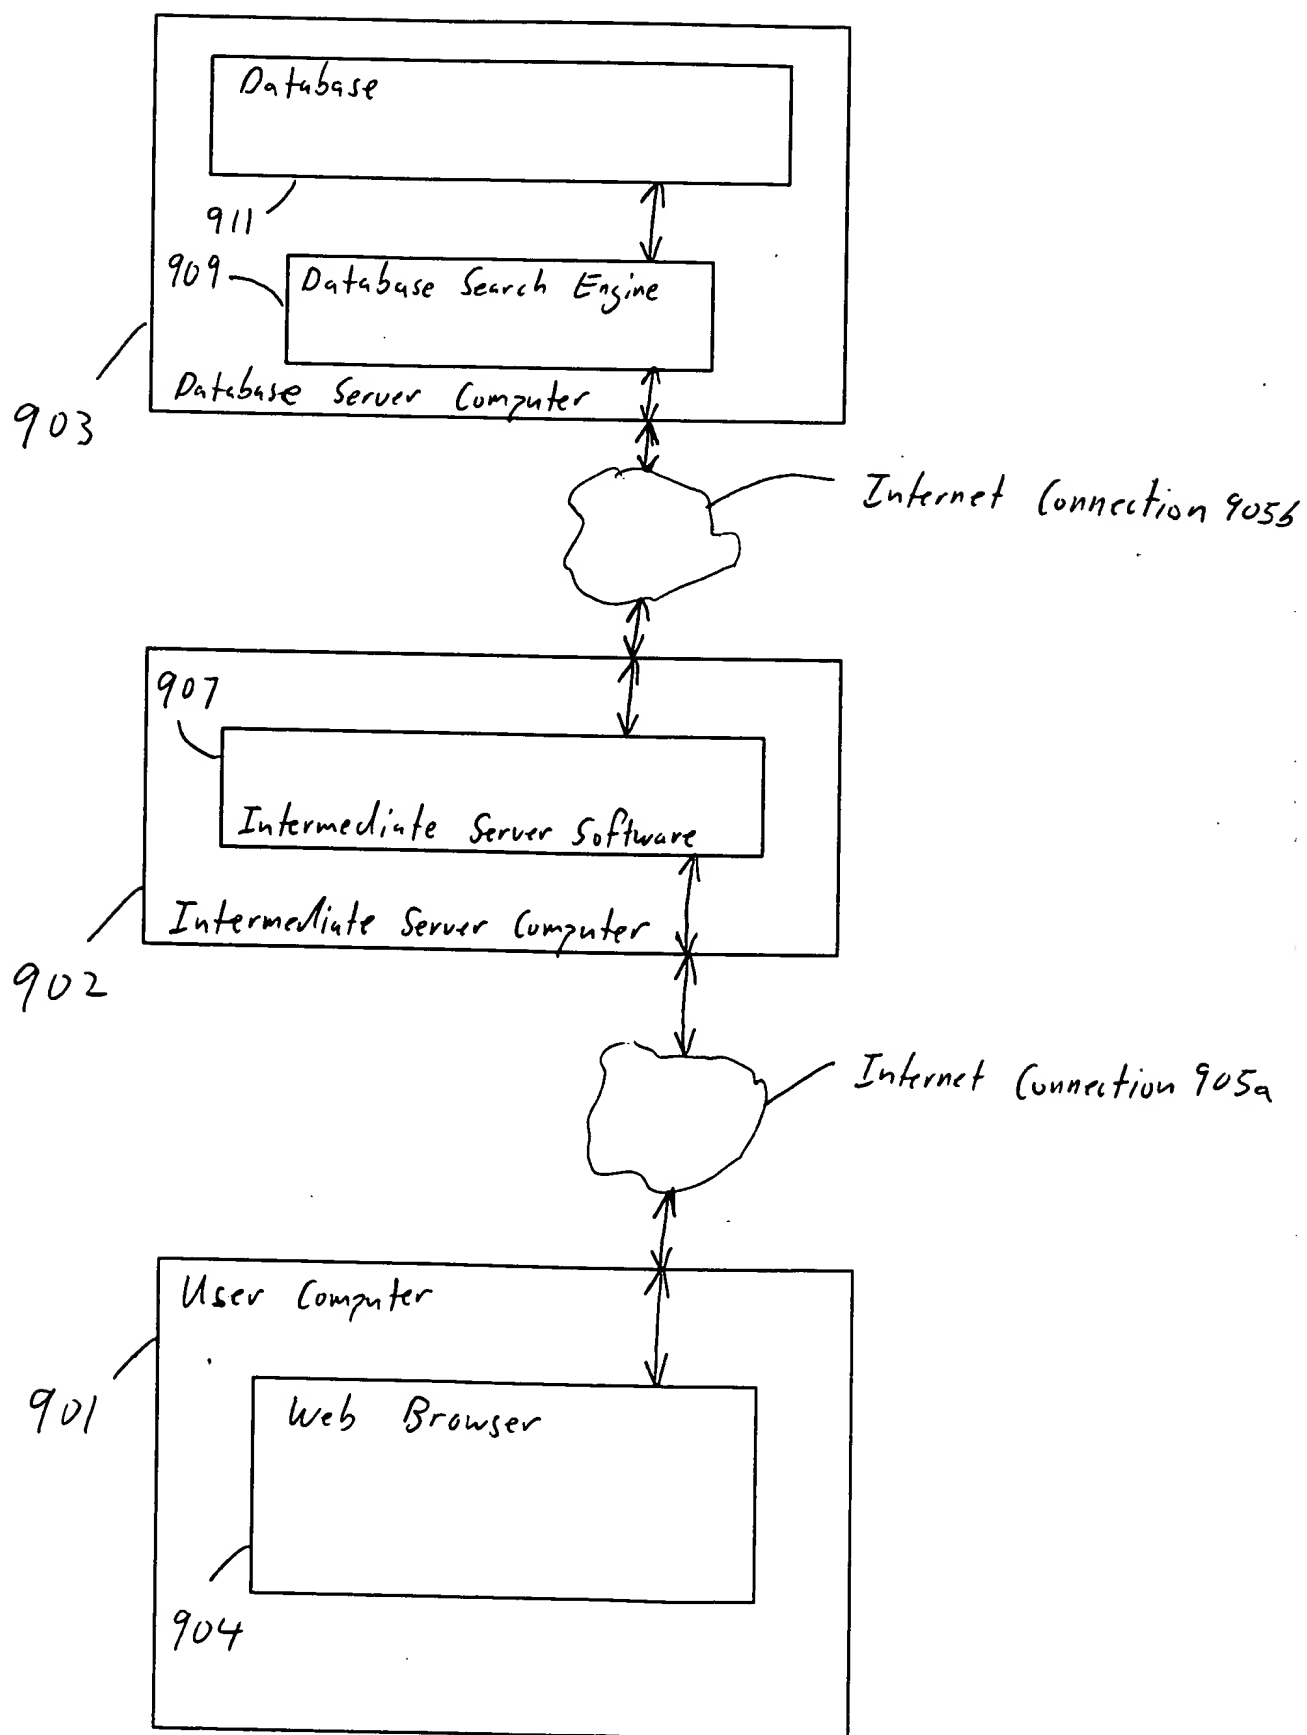 Database
911
909
Database Search Engine
Database Server Computer
903
Internet Connection 905b
907
Intermediate Server Software
Intermediate Server Computer
902
Internet Connection 905a
User Computer
901
Web Browser
904